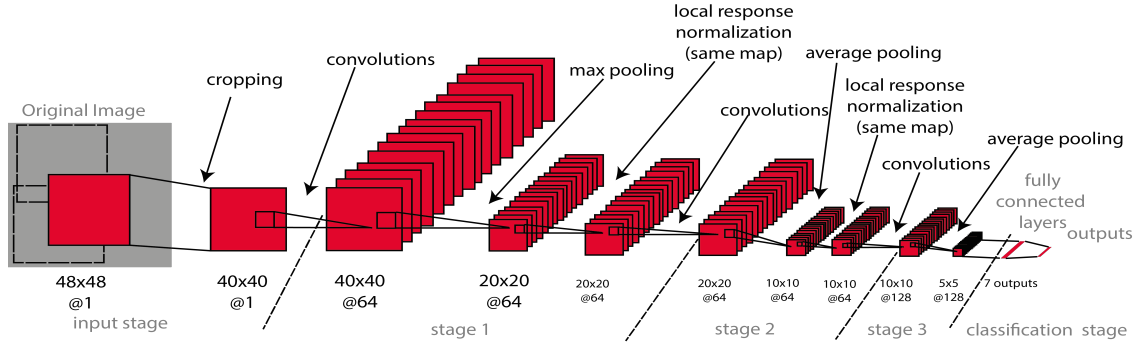 Original Image
cropping
convolutions
max pooling
local response
normalization
(same map)
convolutions
average pooling
local response
normalization
(same map)
convolutions
average pooling
fully
connected
layers
outputs
48x48
@1
40x40
@1
40x40
@64
20x20
@64
20x20
@64
20x20
@64
10x10
@64
10x10
@64
10x10
@128
5x5
@128
7 outputs
input stage
stage 1
stage 2
stage 3
classification stage